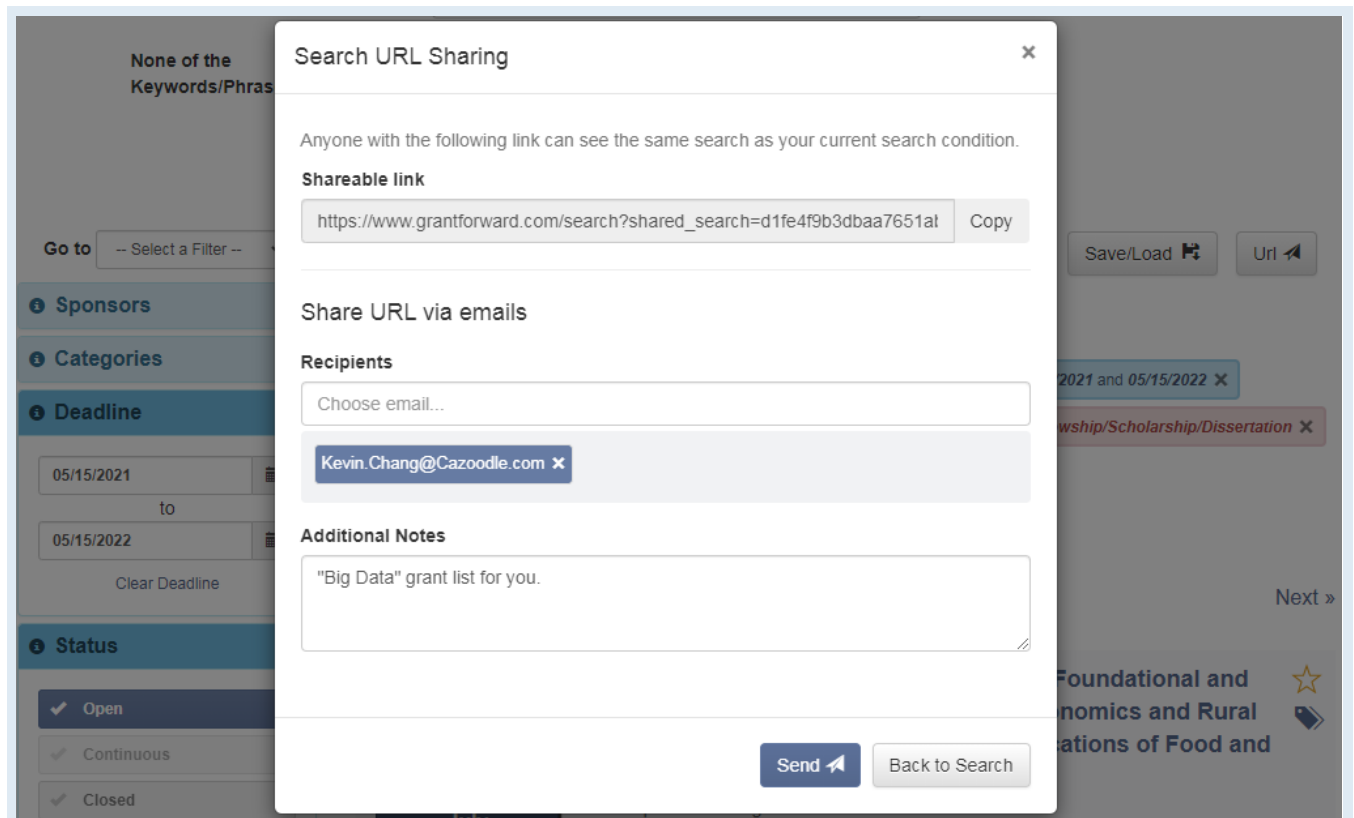 None of the
Keywords/Phras
Search URL Sharing
×
Anyone with the following link can see the same search as your current search condition.
Shareable link
https://www.grantforward.com/search?shared_search=d1fe4f9b3dbaa7651al
Copy
Go to
-- Select a Filter --
Save/Load
Url
Sponsors
Categories
Deadline
05/15/2021
to
05/15/2022
Clear Deadline
Status
Open
Continuous
Closed
Share URL via emails
Recipients
Choose email...
Kevin.Chang@Cazoodle.com ×
Additional Notes
"Big Data" grant list for you.
Send
Back to Search
2021 and 05/15/2022 ×
wship/Scholarship/Dissertation ×
Next »
Foundational and
nomics and Rural
ations of Food and